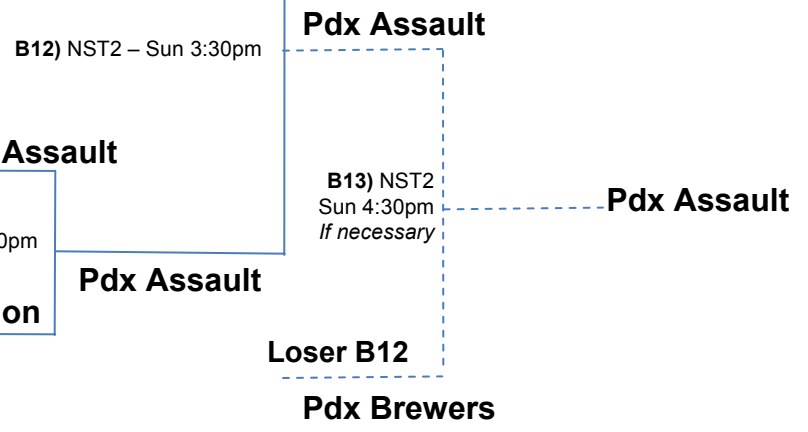 Pdx Assault
B12) NST2 – Sun 3:30pm
Assault
B13) NST2
Sun 4:30pm
If necessary
Pdx Assault
0pm
Pdx Assault
on
Loser B12
Pdx Brewers